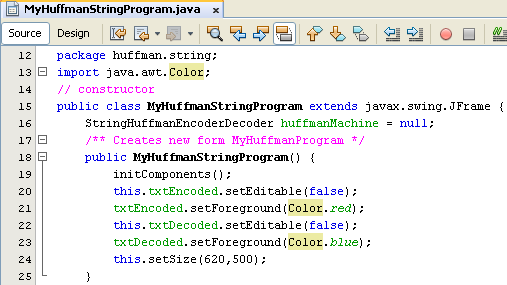 MyHuffmanStringProgram.java x
Source Design
12 package huffman.string;
13 import java.awt.Color;
14 // constructor
15 public class MyHuffmanStringProgram extends javax.swing.JFrame {
16 StringHuffmanEncoderDecoder huffmanMachine = null;
17 /** Creates new form MyHuffmanProgram */
18 public MyHuffmanStringProgram() {
19 initComponents();
20 this.txtEncoded.setEditable(false);
21 txtEncoded.setForeground(Color.red);
22 this.txtDecoded.setEditable(false);
23 txtDecoded.setForeground(Color.blue);
24 this.setSize(620,500);
25 }